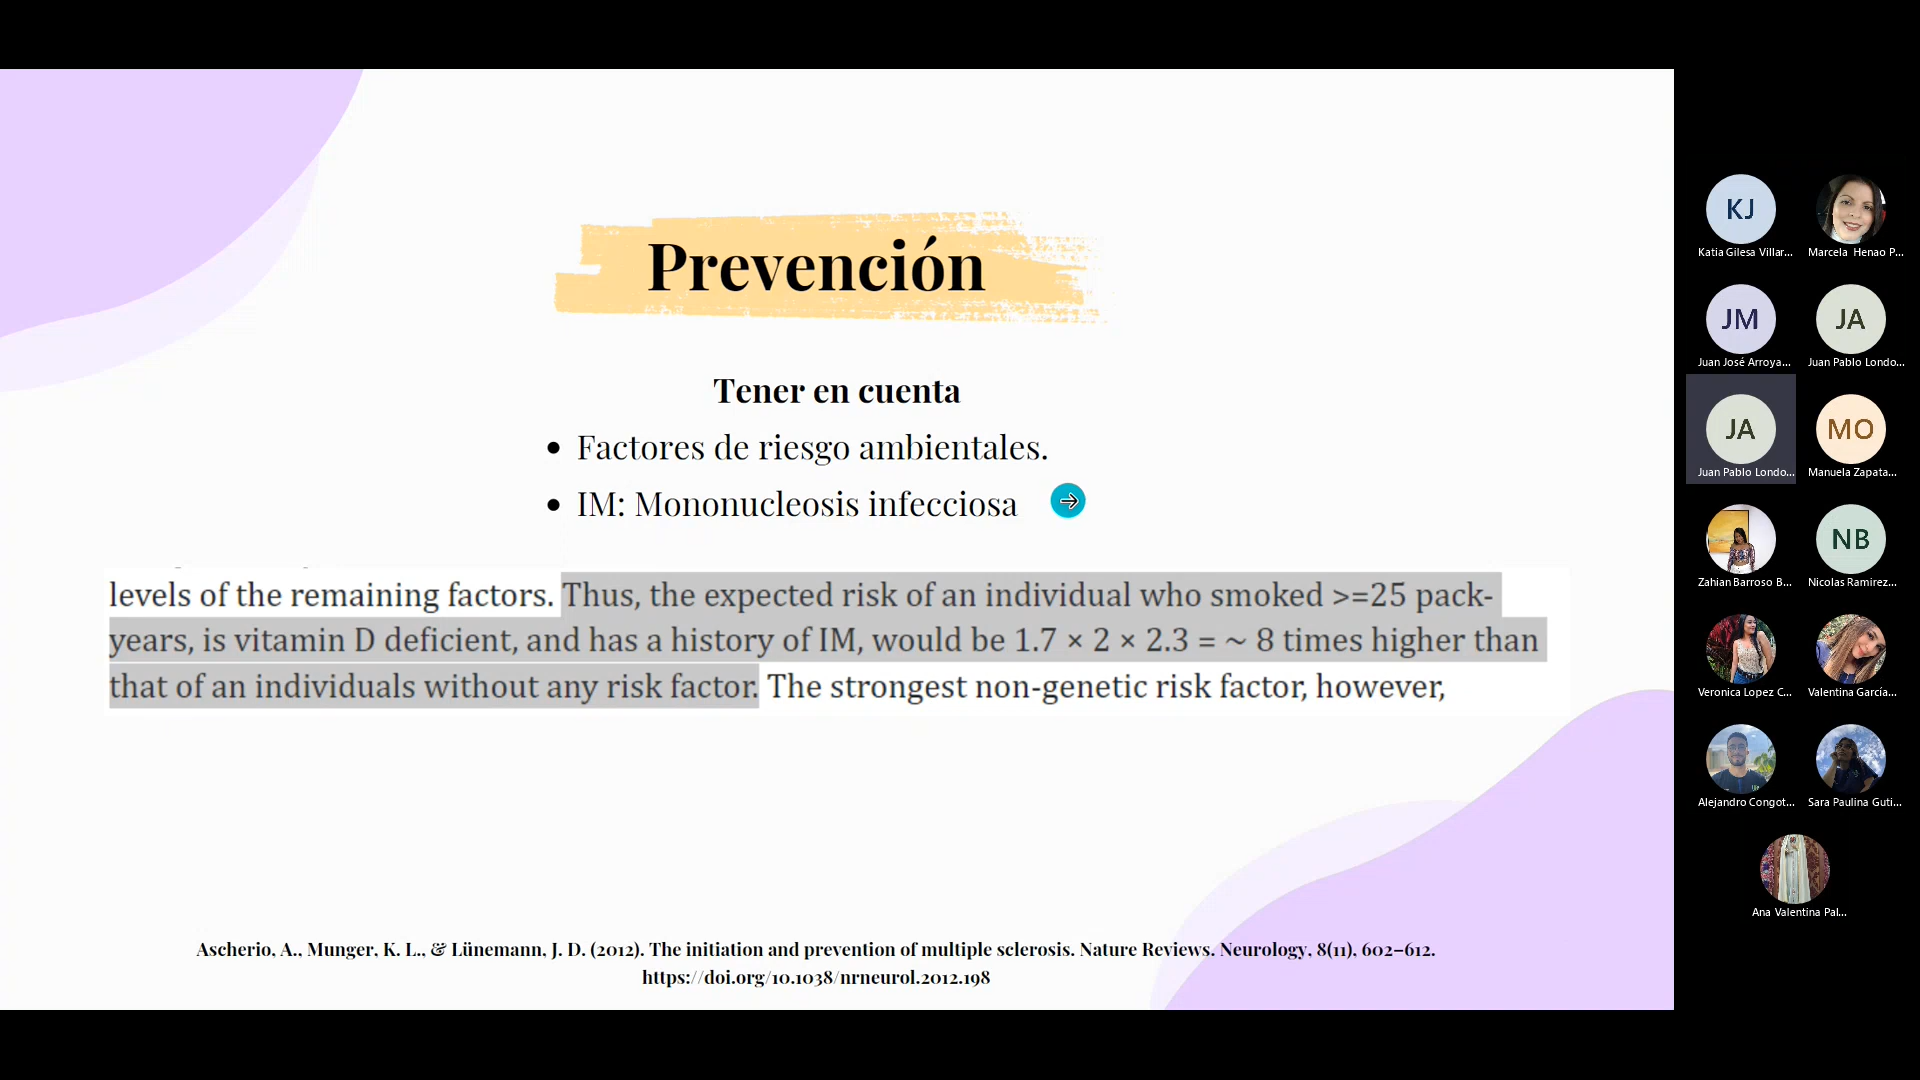 Prevención
Tener en cuenta
Factores de riesgo ambientales.
IM: Mononucleosis infecciosa
levels of the remaining factors. Thus, the expected risk of an individual who smoked >=25 pack-
years, is vitamin D deficient, and has a history of IM, would be 1.7 × 2 × 2.3 = ~ 8 times higher than
that of an individuals without any risk factor. The strongest non-genetic risk factor, however,
Ascherio, A., Munger, K. L., & Lünemann, J. D. (2012). The initiation and prevention of multiple sclerosis. Nature Reviews. Neurology, 8(11), 602–612.
https://doi.org/10.1038/nrneurol.2012.198
KJ
Katia Gilesa Villar...
Marcela Henao P...
JM
Juan José Arroya...
JA
Juan Pablo Londo...
JA
Juan Pablo Londo...
MO
Manuela Zapata...
Zahian Barroso B...
NB
Nicolas Ramirez...
Veronica Lopez C...
Valentina García...
Alejandro Congot...
Sara Paulina Guti...
Ana Valentina Pal...